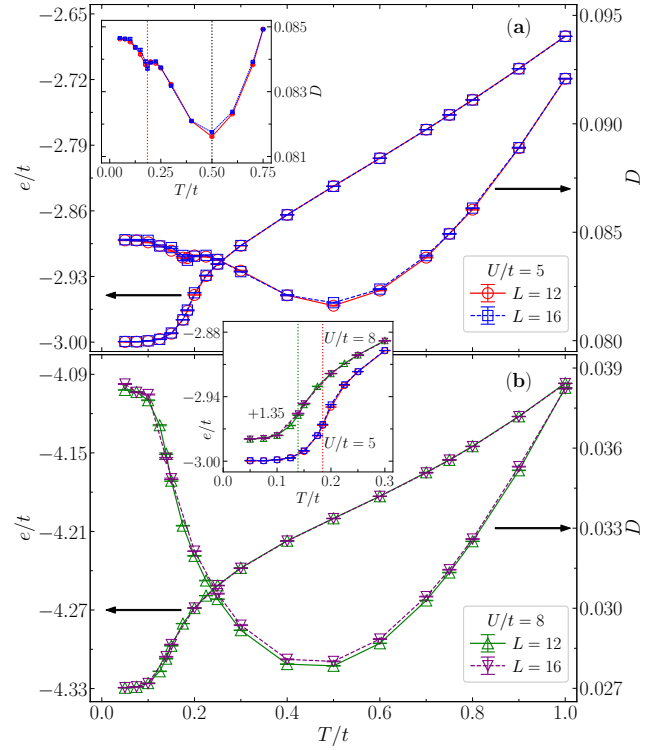 (a)
−2.65
−2.72
−2.79
−2.86
−2.93
−3.00
e/t
0.095
0.090
0.085
0.080
D
0.085
0.083
0.081
D
0.00 0.25 0.50 0.75
T/t
U/t = 5
L = 12
L = 16
(b)
−4.09
−4.15
−4.21
−4.27
−4.33
e/t
0.039
0.036
0.033
0.030
0.027
D
−2.88
−2.94
−3.00
e/t
U/t = 8
+1.35
U/t = 5
0.0 0.1 0.2 0.3
T/t
U/t = 8
L = 12
L = 16
0.0 0.2 0.4 0.6 0.8 1.0
T/t